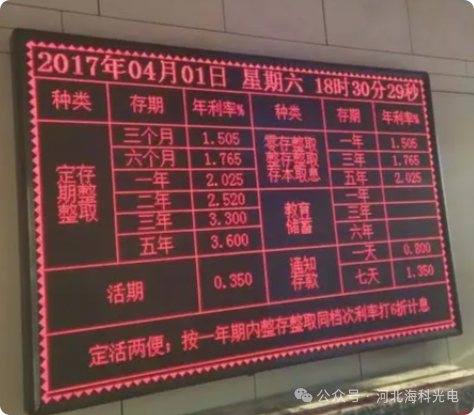 2017年04月01日 星期六 18时30分29秒
种类 存期 年利率% 种类 存期 年利率%
定期 存整整取
三个月 1.505
六个月 1.765
一年 2.025
二年 2.520
三年 3.300
五年 3.600
零存整取
整存零取
存本取息
一年 1.505
三年 1.765
五年 2.025
教育
储蓄
一年
三年
六年
活期 0.350
通知
存款
一天 0.800
七天 1.350
定活两便；按一年期内整存整取同档次利率打6折计息
公众号·河北海科光电